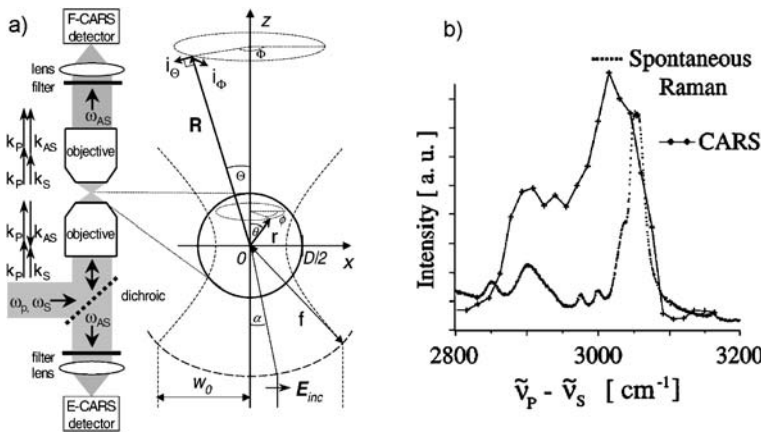 a)
F-CARS
detector
lens
filter
ω_AS
k_P
k_AS
k_P
k_S
objective
objective
k_P
k_AS
k_P
k_S
ω_P, ω_S
dichroic
ω_AS
filter
lens
E-CARS
detector
z
Φ
i_Θ
i_Φ
R
Θ
θ
ϕ
r
0
D/2
x
α
f
w_0
E_inc
b)
Spontaneous
Raman
CARS
Intensity [ a. u. ]
2800
2900
3000
3100
3200
ν̃_P - ν̃_S [ cm⁻¹ ]